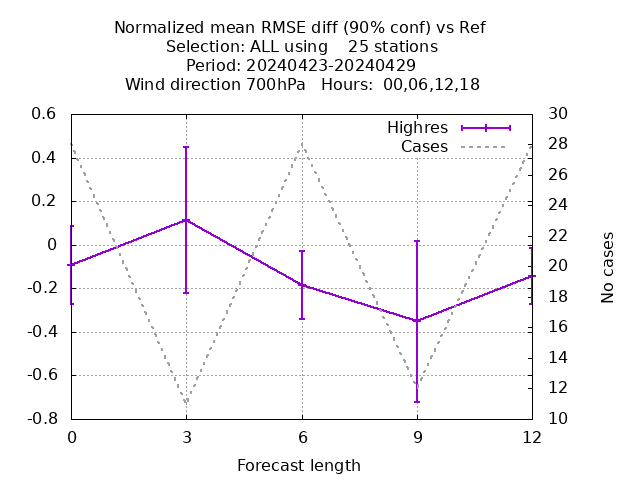 Normalized mean RMSE diff (90% conf) vs Ref
Selection: ALL using    25 stations
Period: 20240423-20240429
Wind direction 700hPa   Hours:  00,06,12,18
Highres
Cases
0.6
0.4
0.2
0
-0.2
-0.4
-0.6
-0.8
30
28
26
24
22
20
18
16
14
12
10
No cases
0 3 6 9 12
Forecast length